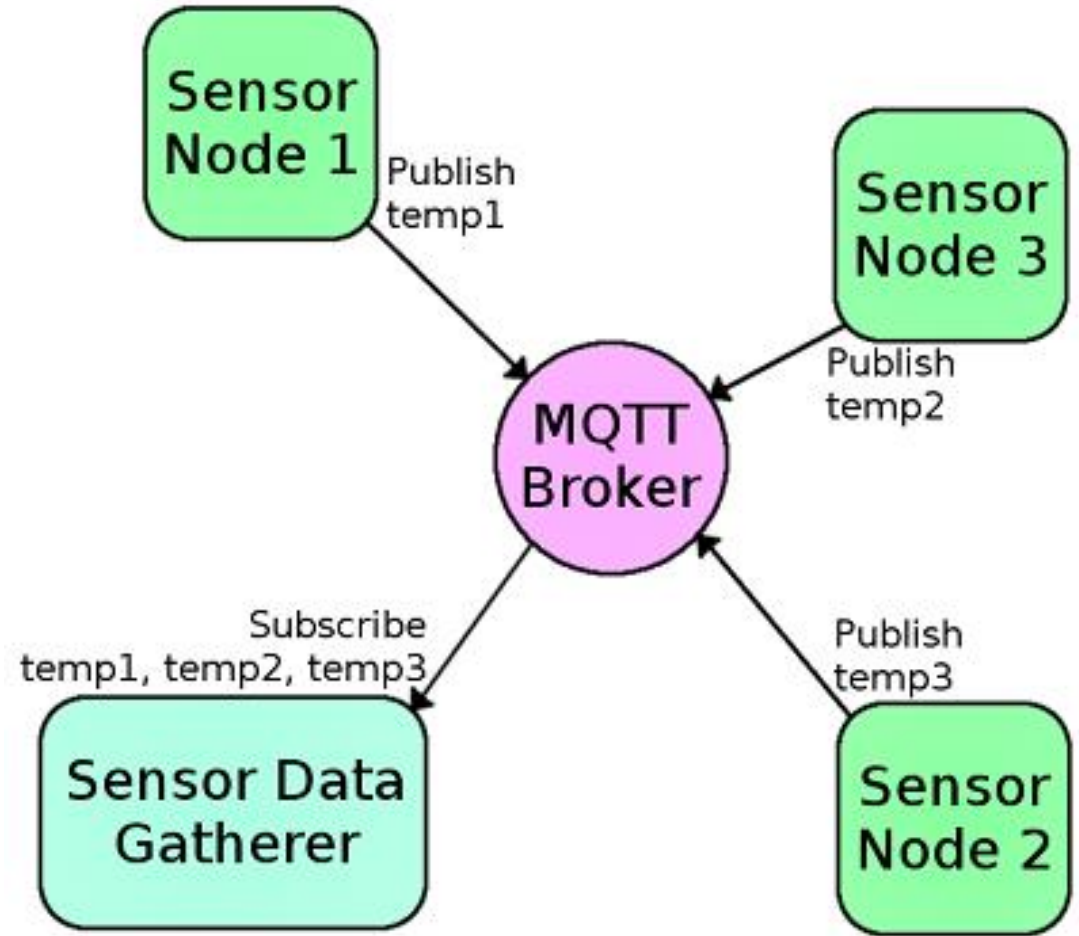 Sensor
Node 1
Publish
temp1
Sensor
Node 3
Publish
temp2
MQTT
Broker
Subscribe
temp1, temp2, temp3
Sensor Data
Gatherer
Publish
temp3
Sensor
Node 2